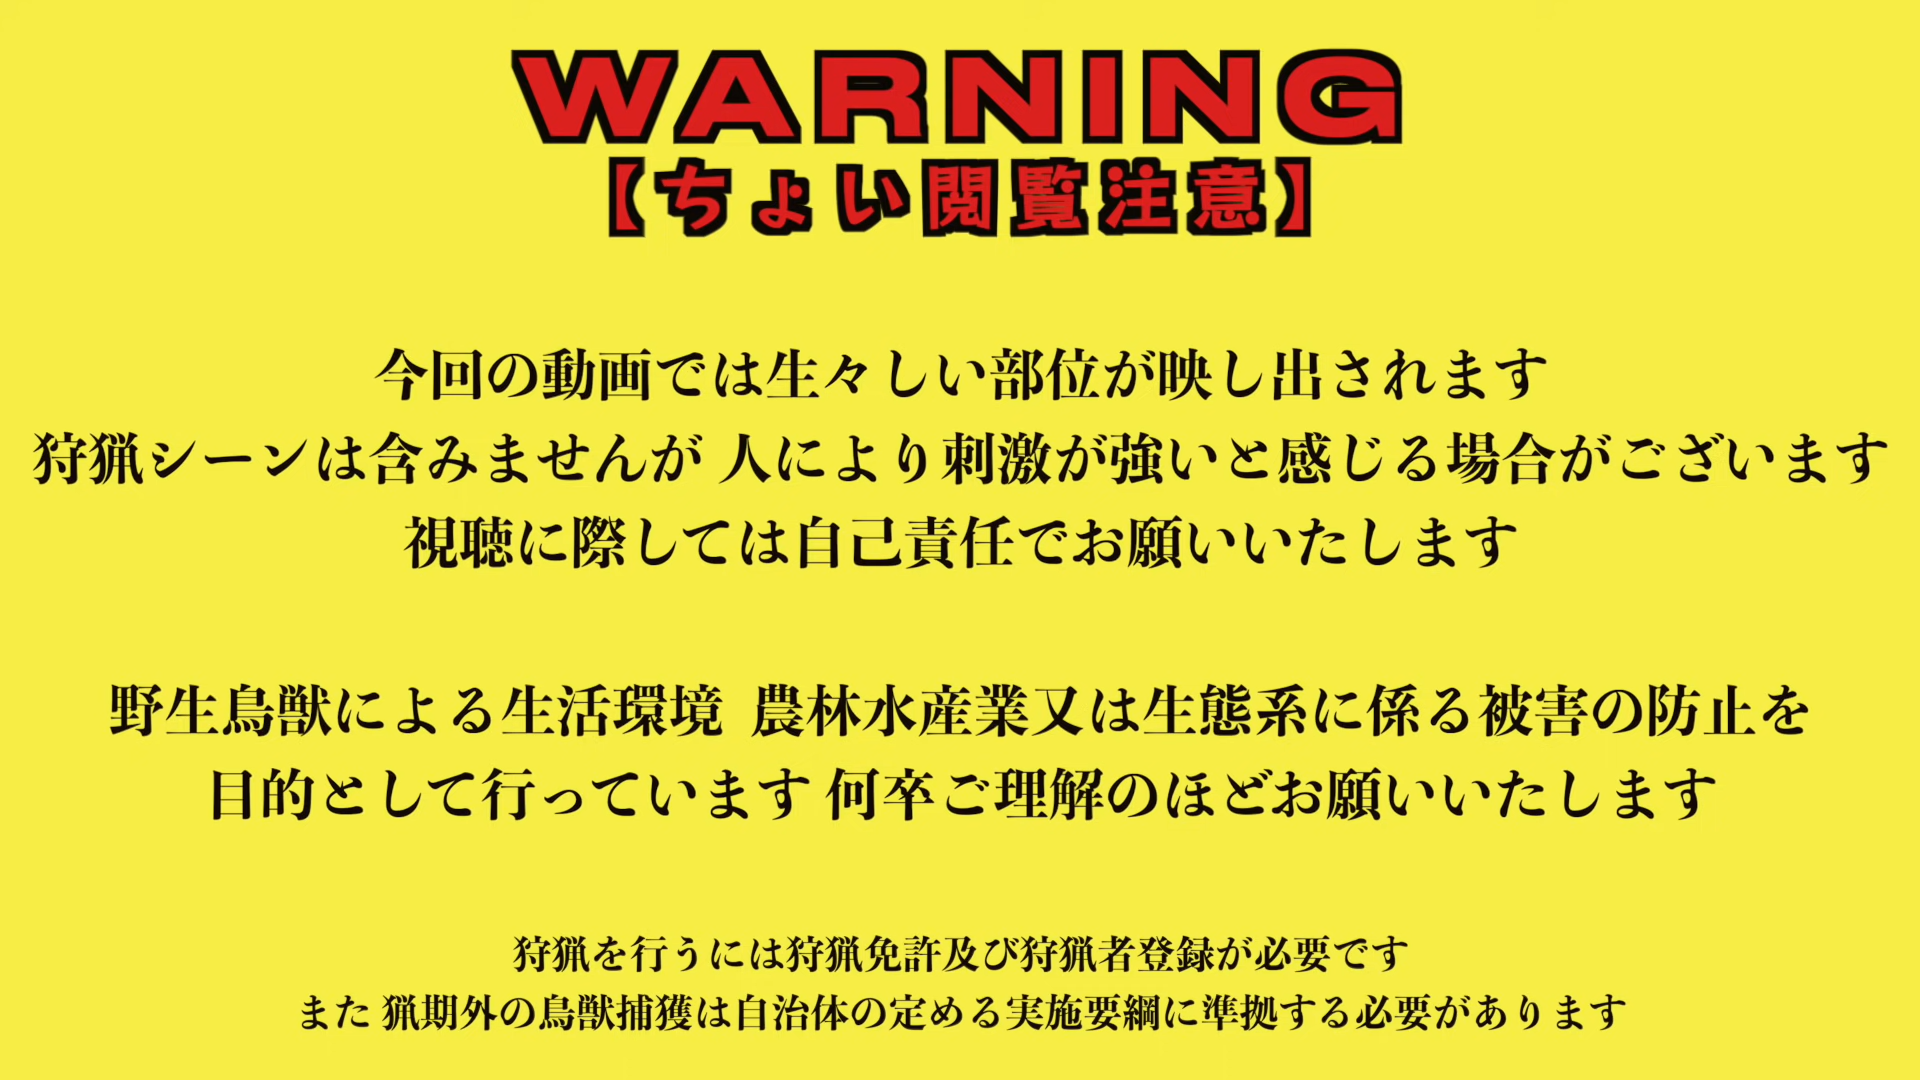 WARNING
【ちょい閲覧注意】
今回の動画では生々しい部位が映し出されます
狩猟シーンは含みませんが 人により刺激が強いと感じる場合がございます
視聴に際しては自己責任でお願いいたします
野生鳥獣による生活環境 農林水産業又は生態系に係る被害の防止を
目的として行っています 何卒ご理解のほどお願いいたします
狩猟を行うには狩猟免許及び狩猟者登録が必要です
また 猟期外の鳥獣捕獲は自治体の定める実施要綱に準拠する必要があります